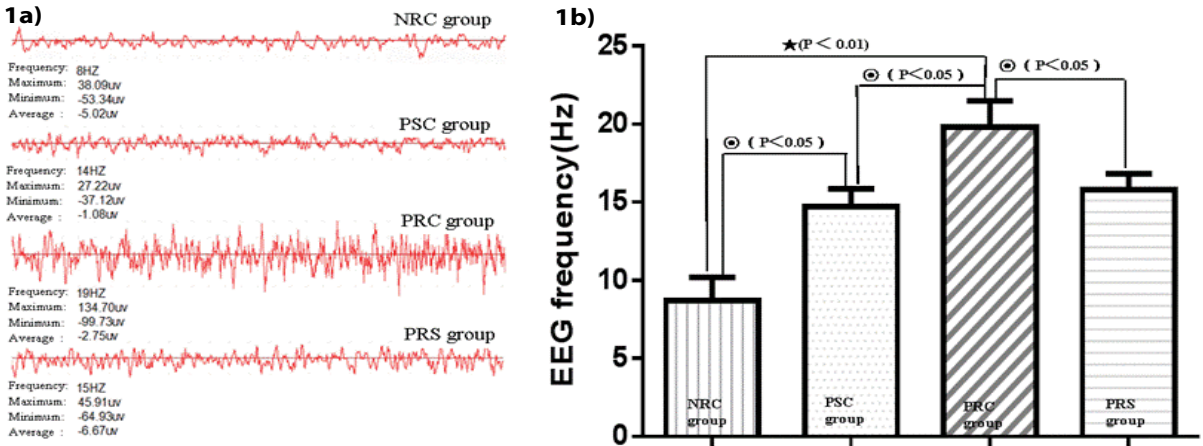 1a)
NRC group
Frequency: 8HZ
Maximum: 38.09uv
Minimum: -53.34uv
Average : -5.02uv
PSC group
Frequency: 14HZ
Maximum: 27.22uv
Minimum: -37.12uv
Average : -1.08uv
PRC group
Frequency: 19HZ
Maximum: 134.70uv
Minimum: -99.73uv
Average : -2.75uv
PRS group
Frequency: 15HZ
Maximum: 45.91uv
Minimum: -64.93uv
Average : -6.67uv
1b)
EEG frequency(Hz)
25
20
15
10
5
0
★(P < 0.01)
⊙ ( P<0.05 )
⊙ ( P<0.05 )
⊙ ( P<0.05 )
NRC
group
PSC
group
PRC
group
PRS
group